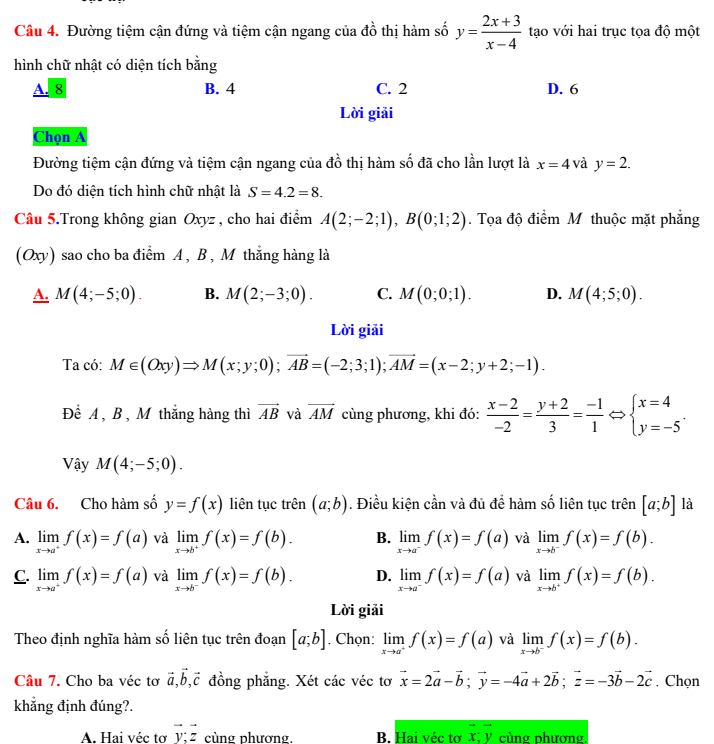 Câu 4. Đường tiệm cận đứng và tiệm cận ngang của đồ thị hàm số y = \frac{2x+3}{x-4} tạo với hai trục tọa độ một
hình chữ nhật có diện tích bằng
A. 8 B. 4 C. 2 D. 6
Lời giải
Chọn A
Đường tiệm cận đứng và tiệm cận ngang của đồ thị hàm số đã cho lần lượt là x = 4 và y = 2.
Do đó diện tích hình chữ nhật là S = 4.2 = 8.
Câu 5.Trong không gian Oxyz, cho hai điểm A(2;−2;1), B(0;1;2). Tọa độ điểm M thuộc mặt phẳng
(Oxy) sao cho ba điểm A, B, M thẳng hàng là
A. M(4;−5;0). B. M(2;−3;0). C. M(0;0;1). D. M(4;5;0).
Lời giải
Ta có: M ∈ (Oxy) ⇒ M(x;y;0); \overrightarrow{AB} = (−2;3;1); \overrightarrow{AM} = (x−2;y+2;−1).
Để A, B, M thẳng hàng thì \overrightarrow{AB} và \overrightarrow{AM} cùng phương, khi đó: \frac{x-2}{-2} = \frac{y+2}{3} = \frac{-1}{1} ⇔ \begin{cases} x = 4 \\ y = -5 \end{cases}.
Vậy M(4;−5;0).
Câu 6. Cho hàm số y = f(x) liên tục trên (a;b). Điều kiện cần và đủ để hàm số liên tục trên [a;b] là
A. \lim_{x \to a^+} f(x) = f(a) và \lim_{x \to b^+} f(x) = f(b). B. \lim_{x \to a^-} f(x) = f(a) và \lim_{x \to b^-} f(x) = f(b).
C. \lim_{x \to a^+} f(x) = f(a) và \lim_{x \to b^-} f(x) = f(b). D. \lim_{x \to a^-} f(x) = f(a) và \lim_{x \to b^+} f(x) = f(b).
Lời giải
Theo định nghĩa hàm số liên tục trên đoạn [a;b]. Chọn: \lim_{x \to a^+} f(x) = f(a) và \lim_{x \to b^-} f(x) = f(b).
Câu 7. Cho ba véc tơ \vec{a},\vec{b},\vec{c} đồng phẳng. Xét các véc tơ \vec{x} = 2\vec{a} − \vec{b}; \vec{y} = −4\vec{a} + 2\vec{b}; \vec{z} = −3\vec{b} − 2\vec{c}. Chọn
khẳng định đúng?.
A. Hai véc tơ \vec{y}; \vec{z} cùng phương. B. Hai véc tơ \vec{x}; \vec{y} cùng phương.